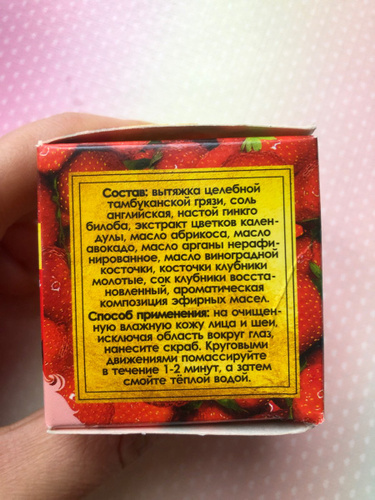 Состав: вытяжка целебной
тамбуканской грязи, соль
английская, настой гинкго
билоба, экстракт цветков кален-
дулы, масло абрикоса, масло
авокадо, масло арганы нерафи-
нированное, масло виноградной
косточки, косточки клубники
молотые, сок клубники восста-
новленный, ароматическая
композиция эфирных масел.
Способ применения: на очищен-
ную влажную кожу лица и шеи,
исключая область вокруг глаз,
нанесите скраб. Круговыми
движениями помассируйте
в течение 1-2 минут, а затем
смойте тёплой водой.